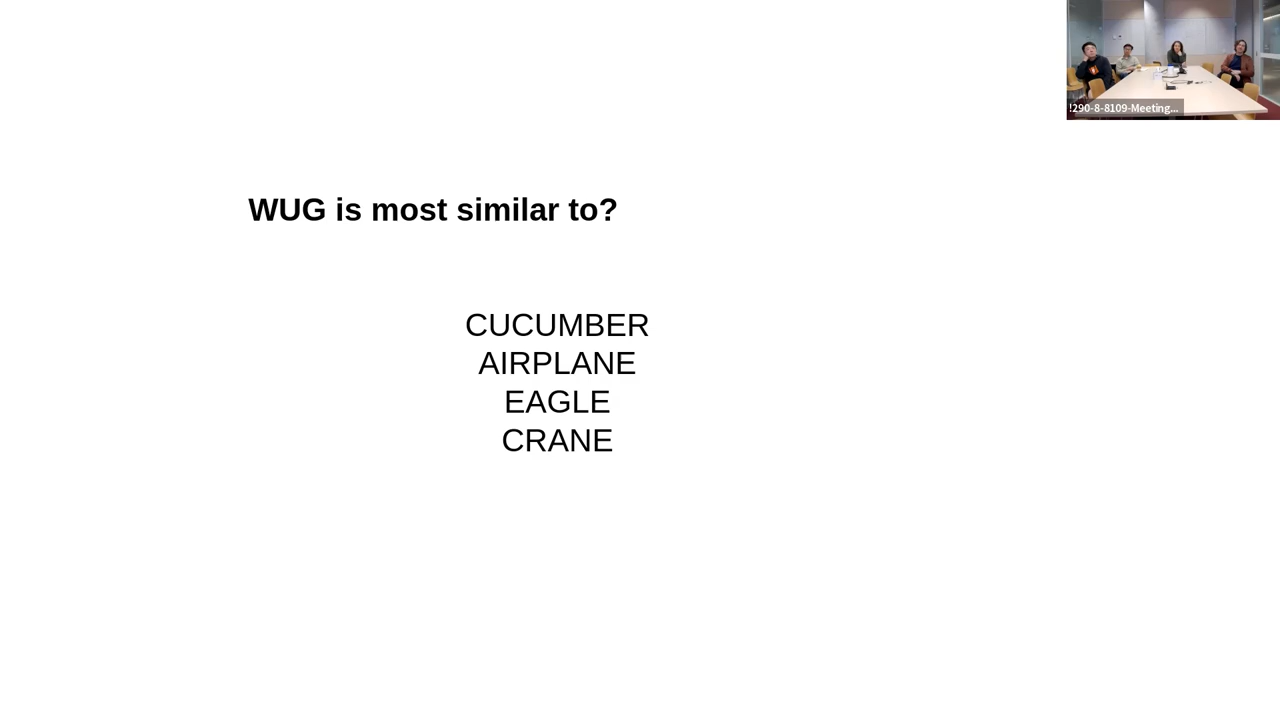 !290-8-8109-Meeting...
WUG is most similar to?
CUCUMBER
AIRPLANE
EAGLE
CRANE